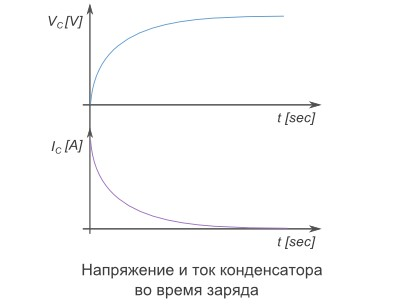 V_C [V]
t [sec]
I_C [A]
t [sec]
Напряжение и ток конденсатора
во время заряда